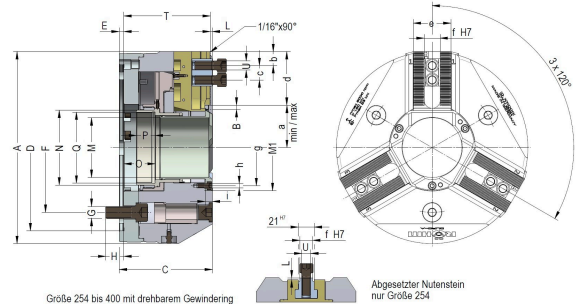 T
E
L
1/16"x90°
U
b
c
d
a
min / max
A
D
F
N
Q
M
P
O
B
h
g
M1
i
G
H
C
e
f H7
3 x 120°
21 H7
f H7
U
L
Größe 254 bis 400 mit drehbarem Gewindering
Abgesetzter Nutenstein
nur Größe 254